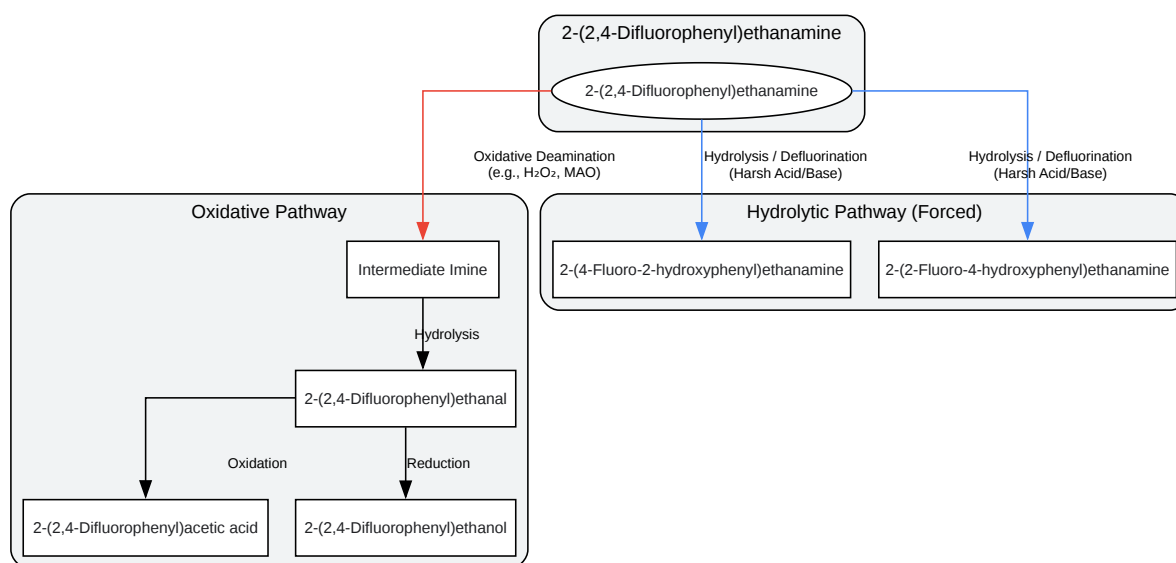 2-(2,4-Difluorophenyl)ethanamine
2-(2,4-Difluorophenyl)ethanamine
Oxidative Deamination
(e.g., H₂O₂, MAO)
Hydrolysis / Defluorination
(Harsh Acid/Base)
Hydrolysis / Defluorination
(Harsh Acid/Base)
Oxidative Pathway
Hydrolytic Pathway (Forced)
Intermediate Imine
2-(4-Fluoro-2-hydroxyphenyl)ethanamine
2-(2-Fluoro-4-hydroxyphenyl)ethanamine
Hydrolysis
2-(2,4-Difluorophenyl)ethanal
Oxidation
Reduction
2-(2,4-Difluorophenyl)acetic acid
2-(2,4-Difluorophenyl)ethanol